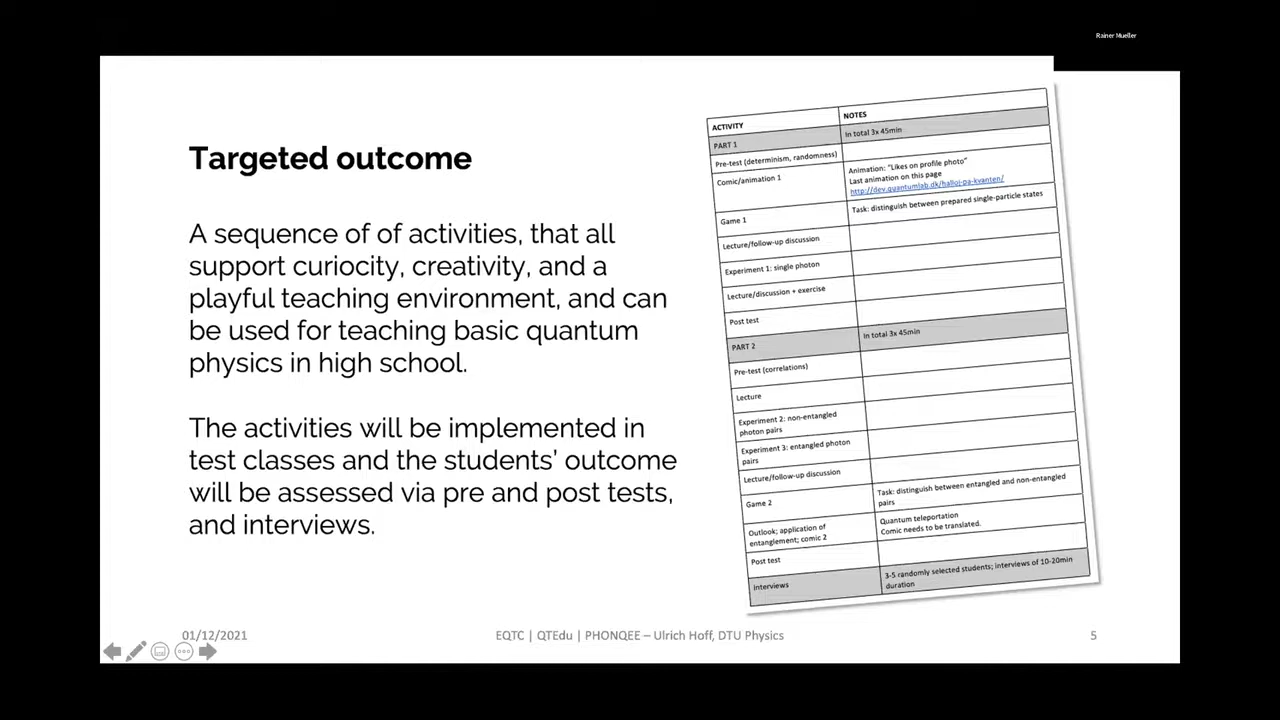 Rainer Mueller
Targeted outcome
A sequence of of activities, that all
support curiocity, creativity, and a
playful teaching environment, and can
be used for teaching basic quantum
physics in high school.
The activities will be implemented in
test classes and the students’ outcome
will be assessed via pre and post tests,
and interviews.
ACTIVITY NOTES
PART 1 In total 3x 45min
Pre-test (determinism, randomness)
Comic/animation 1 Animation: “Likes on profile photo”
Last animation on this page
http://dev.quantumlab.dk/halloj-pa-kvanten/
Game 1 Task: distinguish between prepared single-particle states
Lecture/follow-up discussion
Experiment 1: single photon
Lecture/discussion + exercise
Post test
PART 2 In total 3x 45min
Pre-test (correlations)
Lecture
Experiment 2: non-entangled
photon pairs
Experiment 3: entangled photon
pairs
Lecture/follow-up discussion
Game 2 Task: distinguish between entangled and non-entangled
pairs
Outlook; application of Quantum teleportation
entanglement; comic 2 Comic needs to be translated.
Post test
Interviews 3-5 randomly selected students; interviews of 10-20min
duration
01/12/2021 EQTC | QTEdu | PHONQEE – Ulrich Hoff, DTU Physics 5